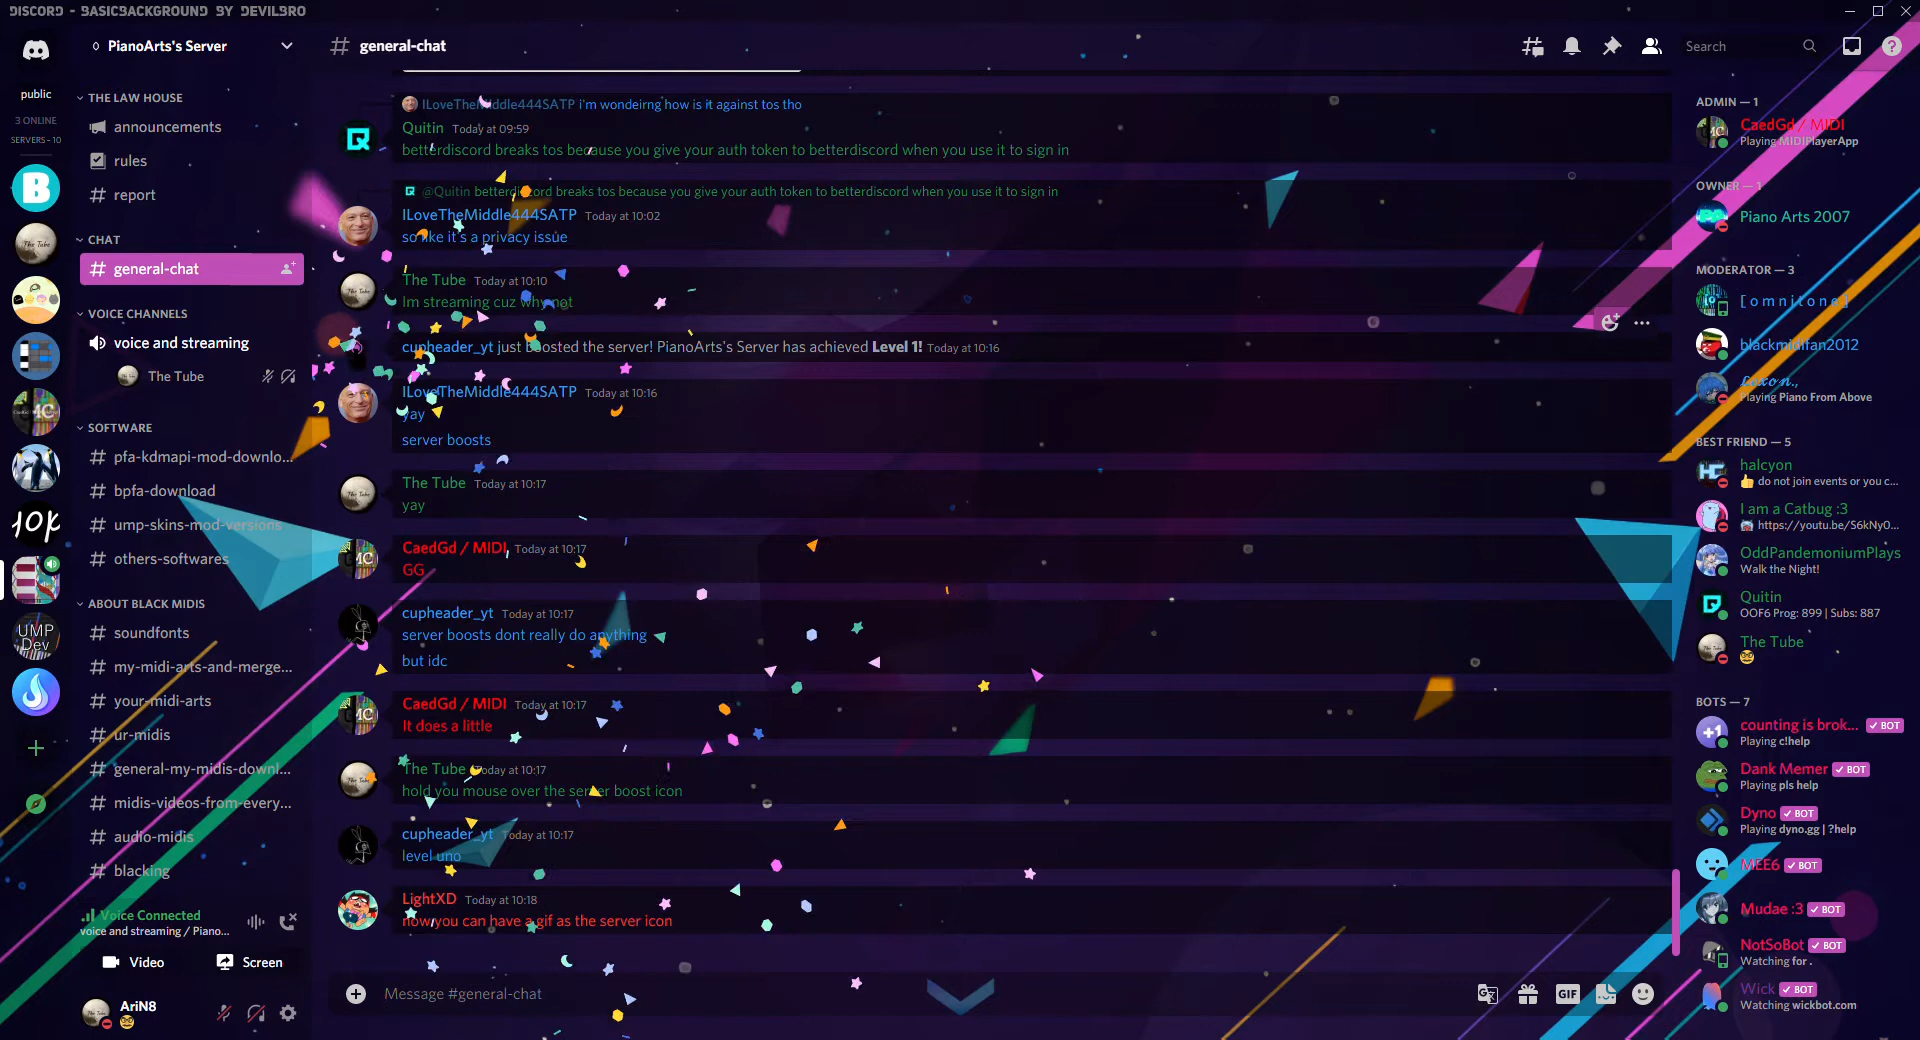 DISCORD - BASICBACKGROUND BY DEVILBRO
public
3 ONLINE
SERVERS - 10
10K
UMP
Dev
PianoArts's Server
THE LAW HOUSE
announcements
rules
report
CHAT
general-chat
VOICE CHANNELS
voice and streaming
The Tube
SOFTWARE
pfa-kdmapi-mod-downlo...
bpfa-download
ump-skins-mod-versions
others-softwares
ABOUT BLACK MIDIS
soundfonts
my-midi-arts-and-merge...
your-midi-arts
ur-midis
general-my-midis-downl...
midis-videos-from-every...
audio-midis
blacking
Voice Connected
voice and streaming / Piano...
Video
Screen
AriN8
general-chat
Search
ILoveTheMiddle444SATP i'm wondeirng how is it against tos tho
Quitin Today at 09:59
betterdiscord breaks tos because you give your auth token to betterdiscord when you use it to sign in
@Quitin betterdiscord breaks tos because you give your auth token to betterdiscord when you use it to sign in
ILoveTheMiddle444SATP Today at 10:02
so like it's a privacy issue
The Tube Today at 10:10
Im streaming cuz why not
cupheader_yt just boosted the server! PianoArts's Server has achieved Level 1! Today at 10:16
ILoveTheMiddle444SATP Today at 10:16
yay
server boosts
The Tube Today at 10:17
yay
CaedGd / MIDI Today at 10:17
GG
cupheader_yt Today at 10:17
server boosts dont really do anything
but idc
CaedGd / MIDI Today at 10:17
It does a little
The Tube Today at 10:17
hold you mouse over the server boost icon
cupheader_yt Today at 10:17
level uno
LightXD Today at 10:18
now you can have a gif as the server icon
Message #general-chat
GIF
ADMIN — 1
CaedGd / MIDI
Playing MIDIPlayerApp
OWNER — 1
Piano Arts 2007
MODERATOR — 3
[ o m n i t o n e ]
blackmidifan2012
Lexon.,
Playing Piano From Above
BEST FRIEND — 5
halcyon
👍 do not join events or you c...
I am a Catbug :3
https://youtu.be/S6kNy0...
OddPandemoniumPlays
Walk the Night!
Quitin
OOF6 Prog: 899 | Subs: 887
The Tube
BOTS — 7
counting is brok... ✓ BOT
Playing c!help
Dank Memer ✓ BOT
Playing pls help
Dyno ✓ BOT
Playing dyno.gg | ?help
MEE6 ✓ BOT
Mudae :3 ✓ BOT
NotSoBot ✓ BOT
Watching for .
Wick ✓ BOT
Watching wickbot.com